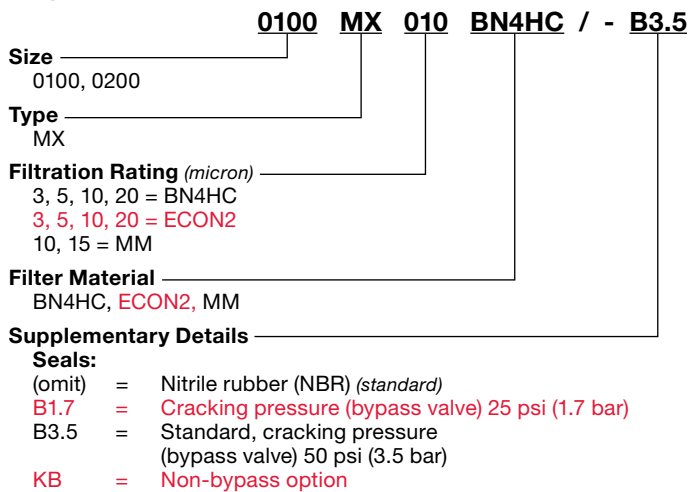 0100 MX 010 BN4HC / - B3.5
Size
0100, 0200
Type
MX
Filtration Rating (micron)
3, 5, 10, 20 = BN4HC
3, 5, 10, 20 = ECON2
10, 15 = MM
Filter Material
BN4HC, ECON2, MM
Supplementary Details
Seals:
(omit) = Nitrile rubber (NBR) (standard)
B1.7 = Cracking pressure (bypass valve) 25 psi (1.7 bar)
B3.5 = Standard, cracking pressure
(bypass valve) 50 psi (3.5 bar)
KB = Non-bypass option